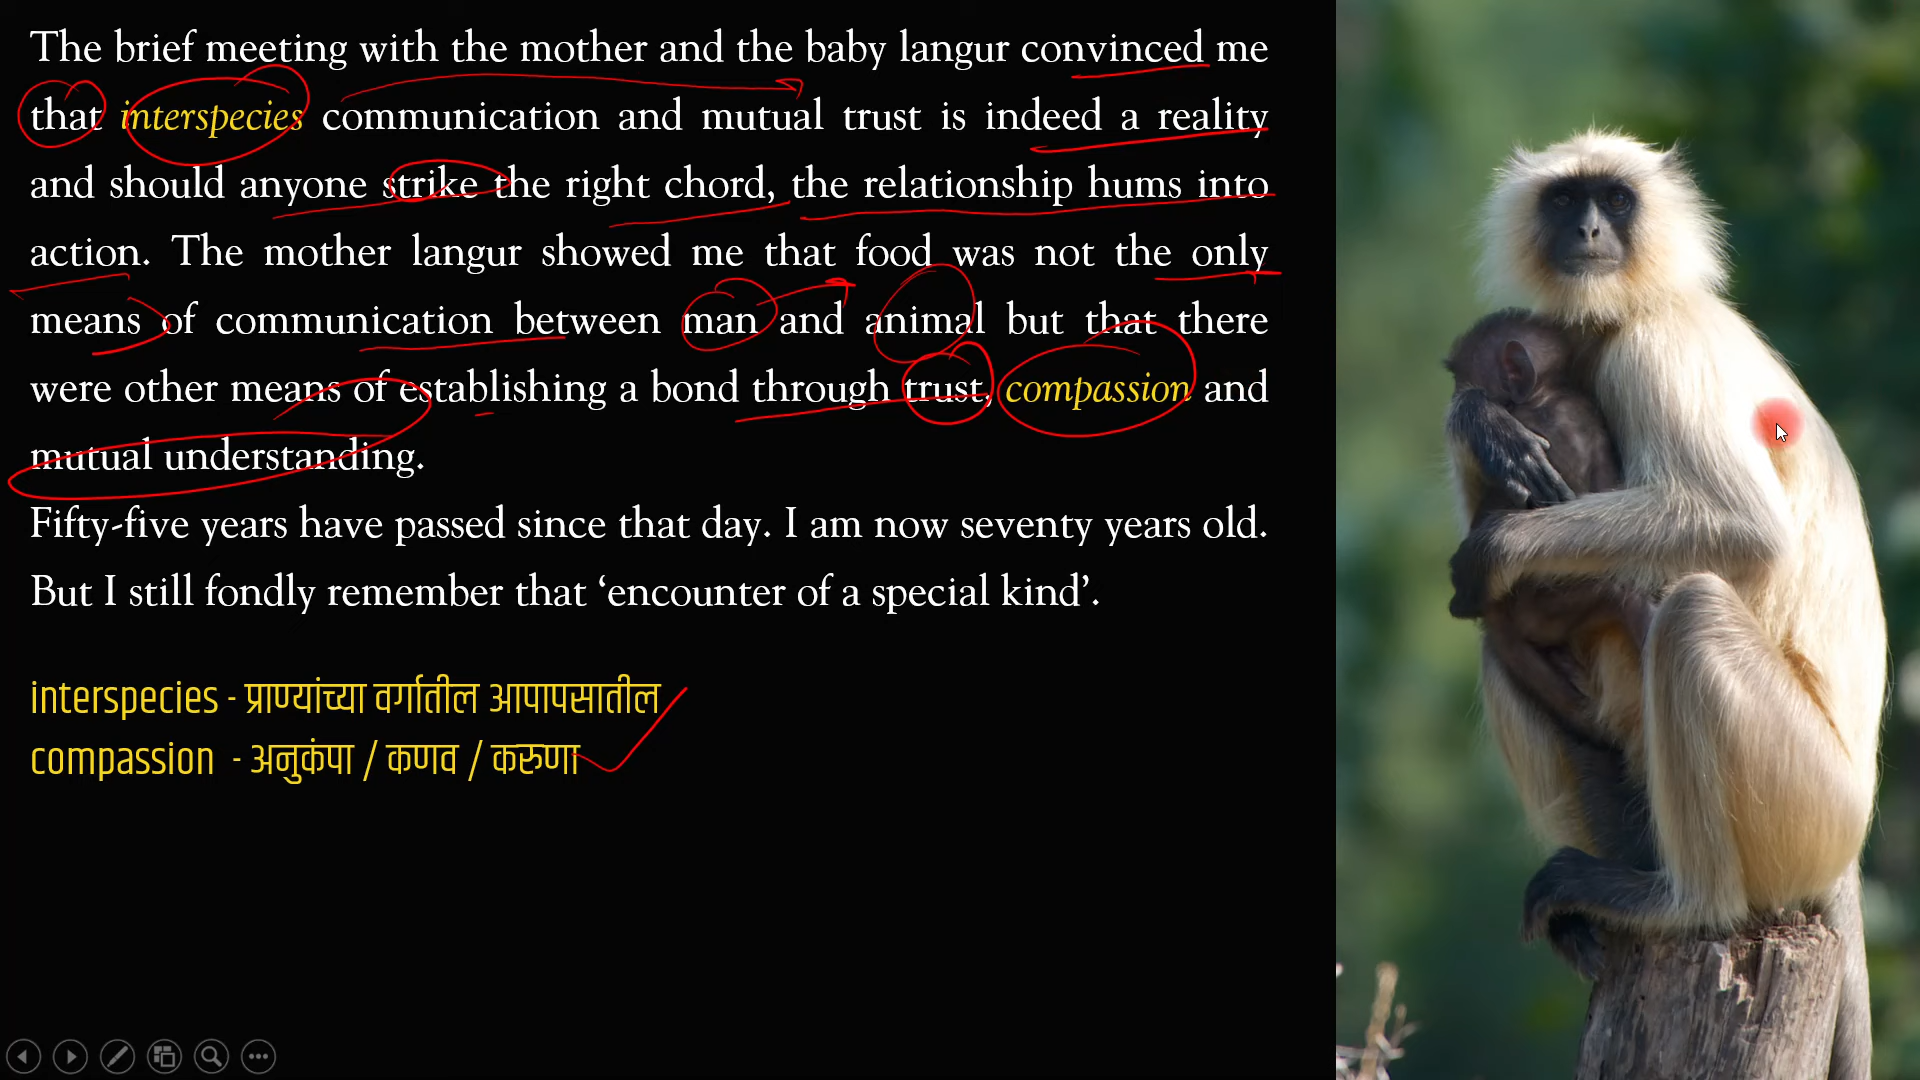 The brief meeting with the mother and the baby langur convinced me
that interspecies communication and mutual trust is indeed a reality
and should anyone strike the right chord, the relationship hums into
action. The mother langur showed me that food was not the only
means of communication between man and animal but that there
were other means of establishing a bond through trust, compassion and
mutual understanding.
Fifty-five years have passed since that day. I am now seventy years old.
But I still fondly remember that ‘encounter of a special kind’.
interspecies - प्राण्यांच्या वर्गातील आपापसातील
compassion - अनुकंपा / कणव / करुणा